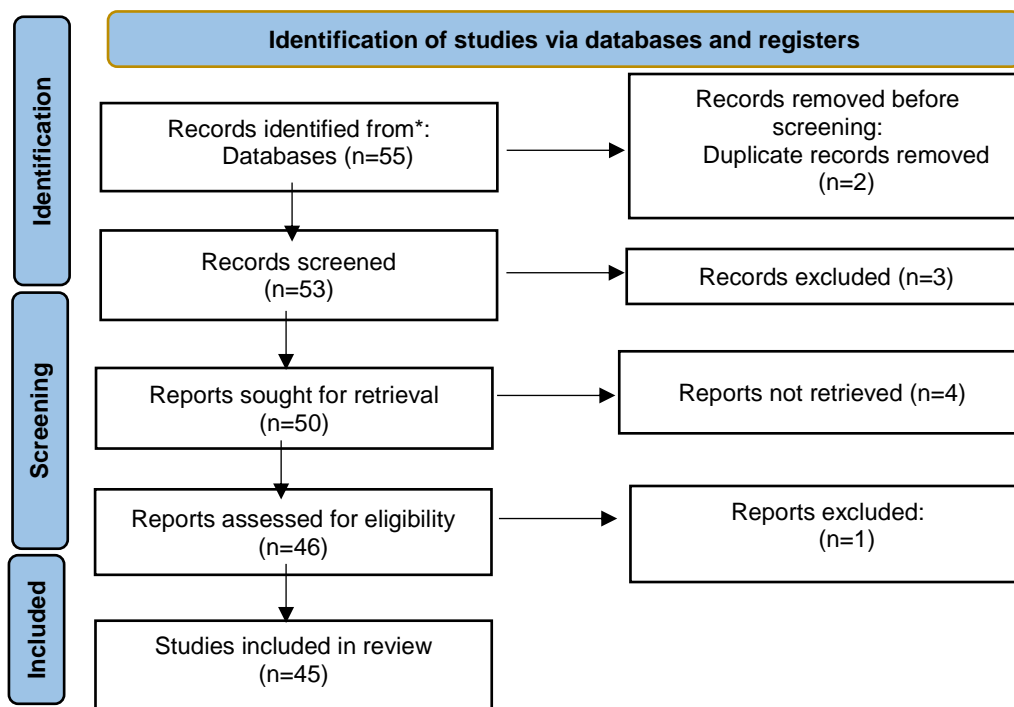 Identification of studies via databases and registers
Identification
Records identified from*:
Databases (n=55)
Records removed before
screening:
Duplicate records removed
(n=2)
Records screened
(n=53)
Records excluded (n=3)
Screening
Reports sought for retrieval
(n=50)
Reports not retrieved (n=4)
Reports assessed for eligibility
(n=46)
Reports excluded:
(n=1)
Included
Studies included in review
(n=45)